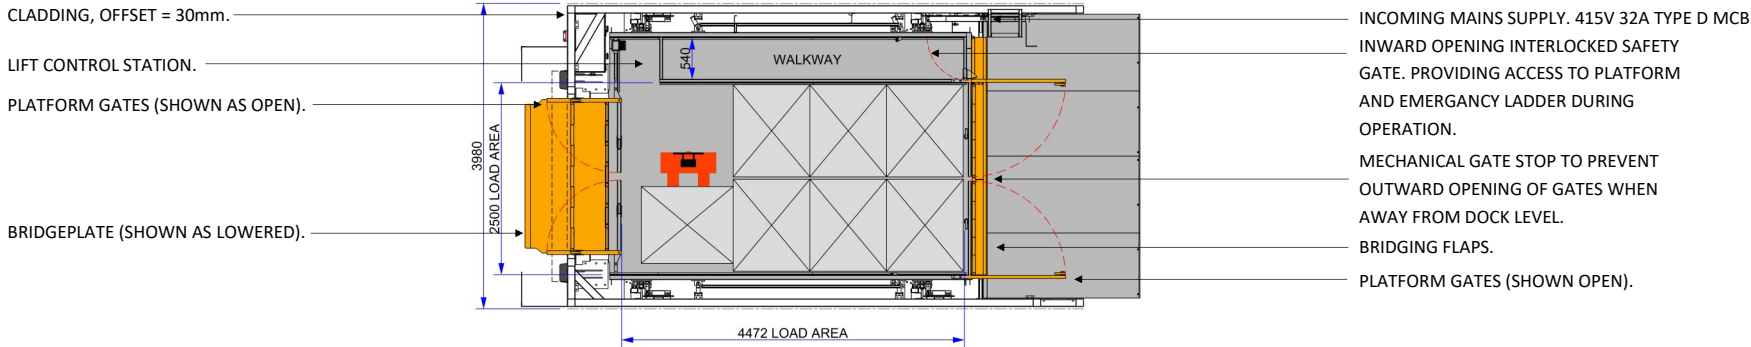 CLADDING, OFFSET = 30mm.
LIFT CONTROL STATION.
PLATFORM GATES (SHOWN AS OPEN).
BRIDGEPLATE (SHOWN AS LOWERED).
3980
2500 LOAD AREA
540
WALKWAY
4472 LOAD AREA
INCOMING MAINS SUPPLY. 415V 32A TYPE D MCB
INWARD OPENING INTERLOCKED SAFETY
GATE. PROVIDING ACCESS TO PLATFORM
AND EMERGANCY LADDER DURING
OPERATION.
MECHANICAL GATE STOP TO PREVENT
OUTWARD OPENING OF GATES WHEN
AWAY FROM DOCK LEVEL.
BRIDGING FLAPS.
PLATFORM GATES (SHOWN OPEN).